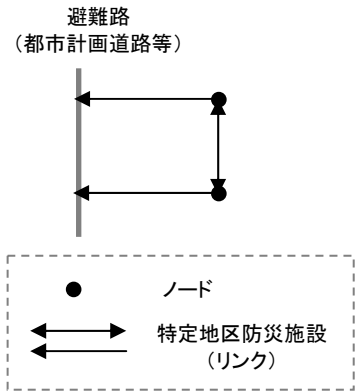 避難路
（都市計画道路等）
ノード
特定地区防災施設
（リンク）